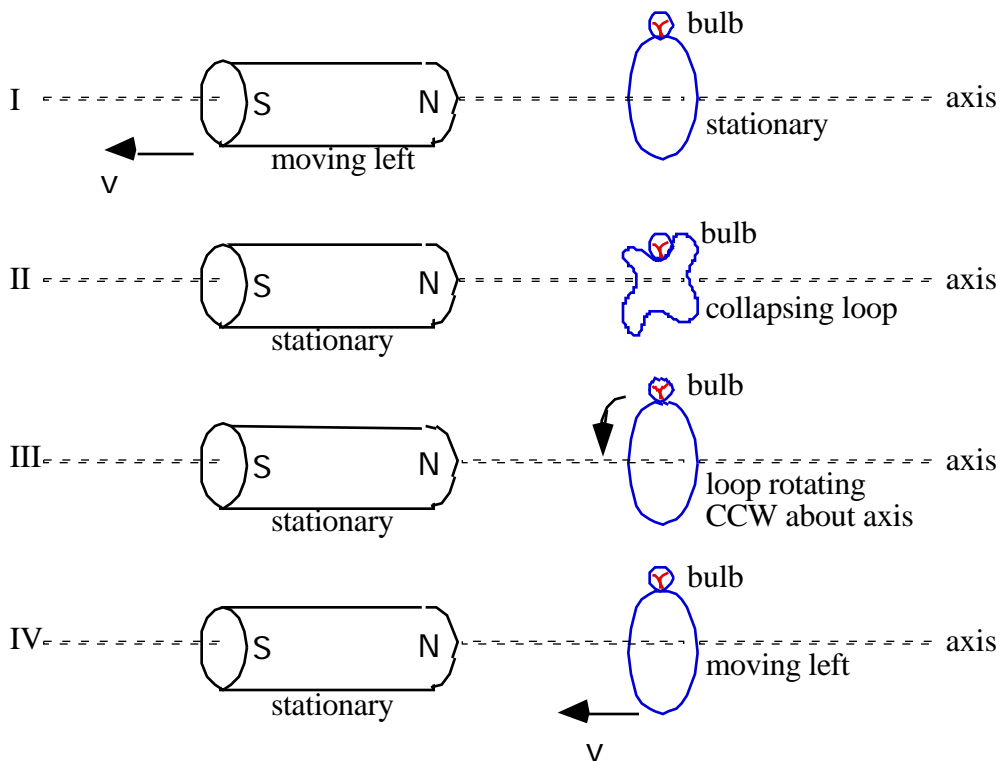 bulb
I
S
N
axis
stationary
moving left
v
bulb
II
S
N
axis
collapsing loop
stationary
bulb
III
S
N
axis
loop rotating
CCW about axis
stationary
bulb
IV
S
N
axis
moving left
stationary
v